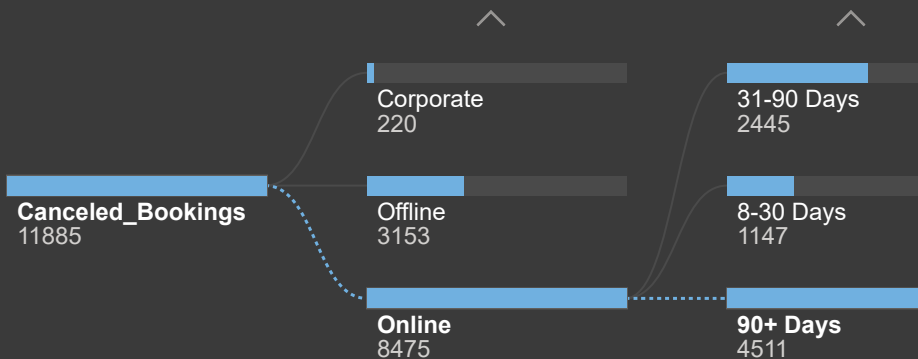 Corporate
220
31-90 Days
2445
Canceled_Bookings
11885
Offline
3153
8-30 Days
1147
Online
8475
90+ Days
4511